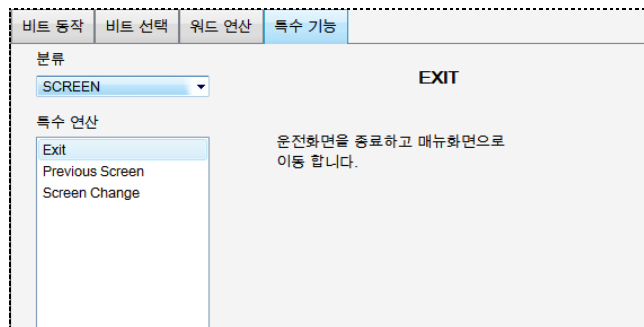 비트 동작 비트 선택 워드 연산 특수 기능
분류
SCREEN
EXIT
특수 연산
Exit
Previous Screen
Screen Change
운전화면을 종료하고 매뉴화면으로
이동 합니다.